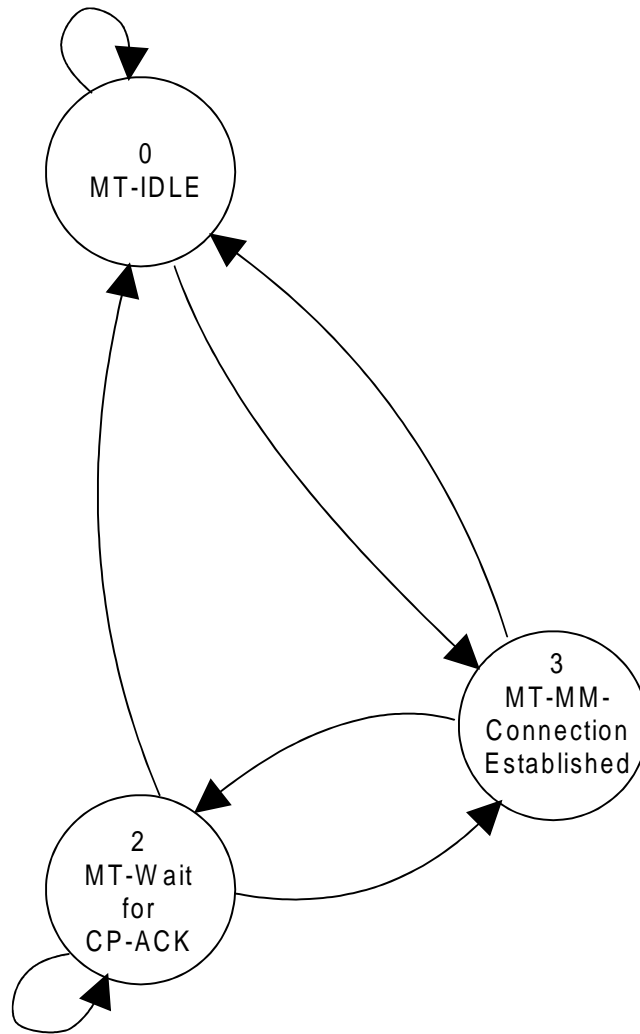 0
MT-IDLE
3
MT-MM-
Connection
Established
2
MT-Wait
for
CP-ACK